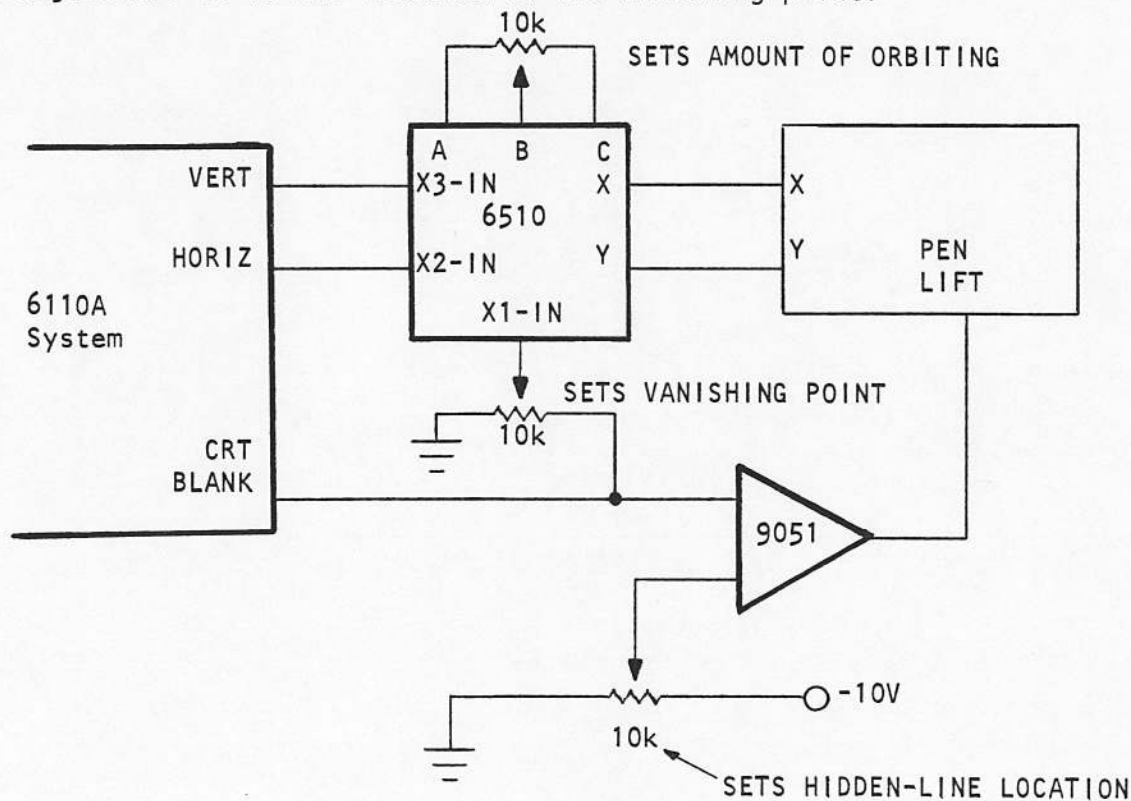 10k
SETS AMOUNT OF ORBITING
A B C
VERT
X3-IN
X
X
6510
HORIZ
X2-IN
Y
Y
PEN
LIFT
X1-IN
6110A
System
SETS VANISHING POINT
10k
CRT
BLANK
9051
-10V
10k
SETS HIDDEN-LINE LOCATION